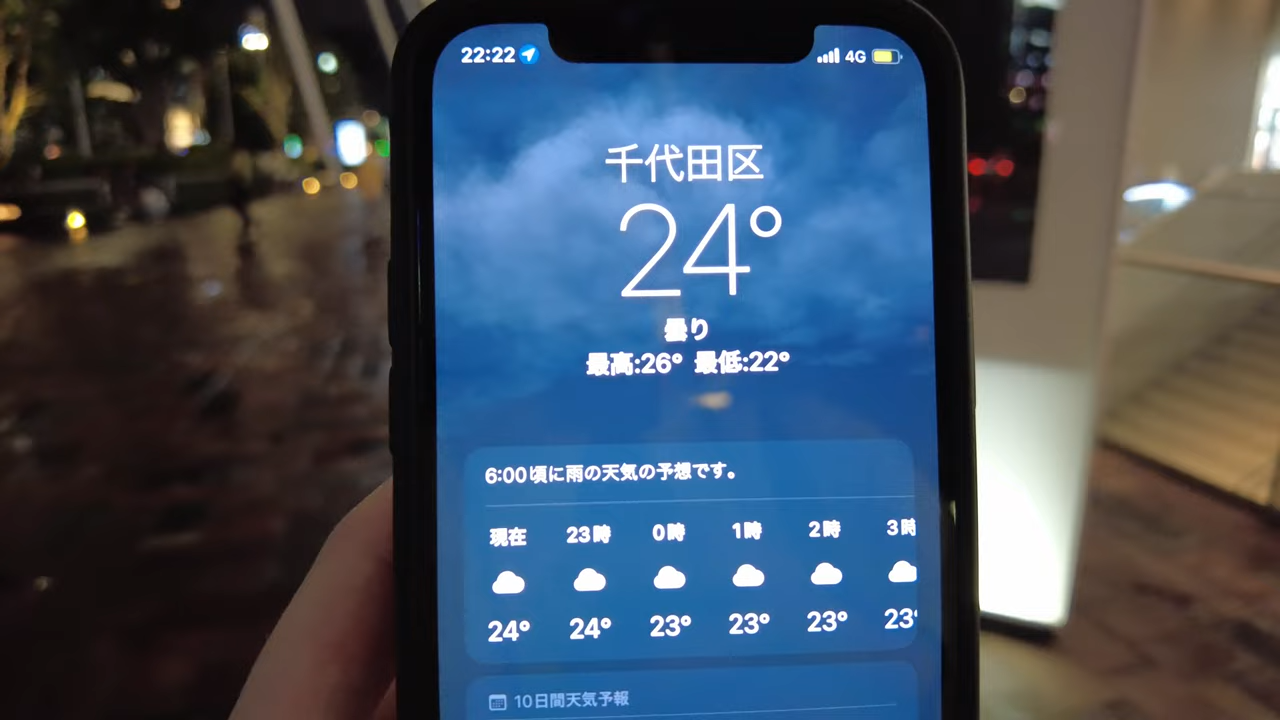 22:22 4G
千代田区
24°
曇り
最高:26° 最低:22°
6:00頃に雨の天気の予想です。
現在 23時 0時 1時 2時 3時
24° 24° 23° 23° 23° 23°
10日間天気予報